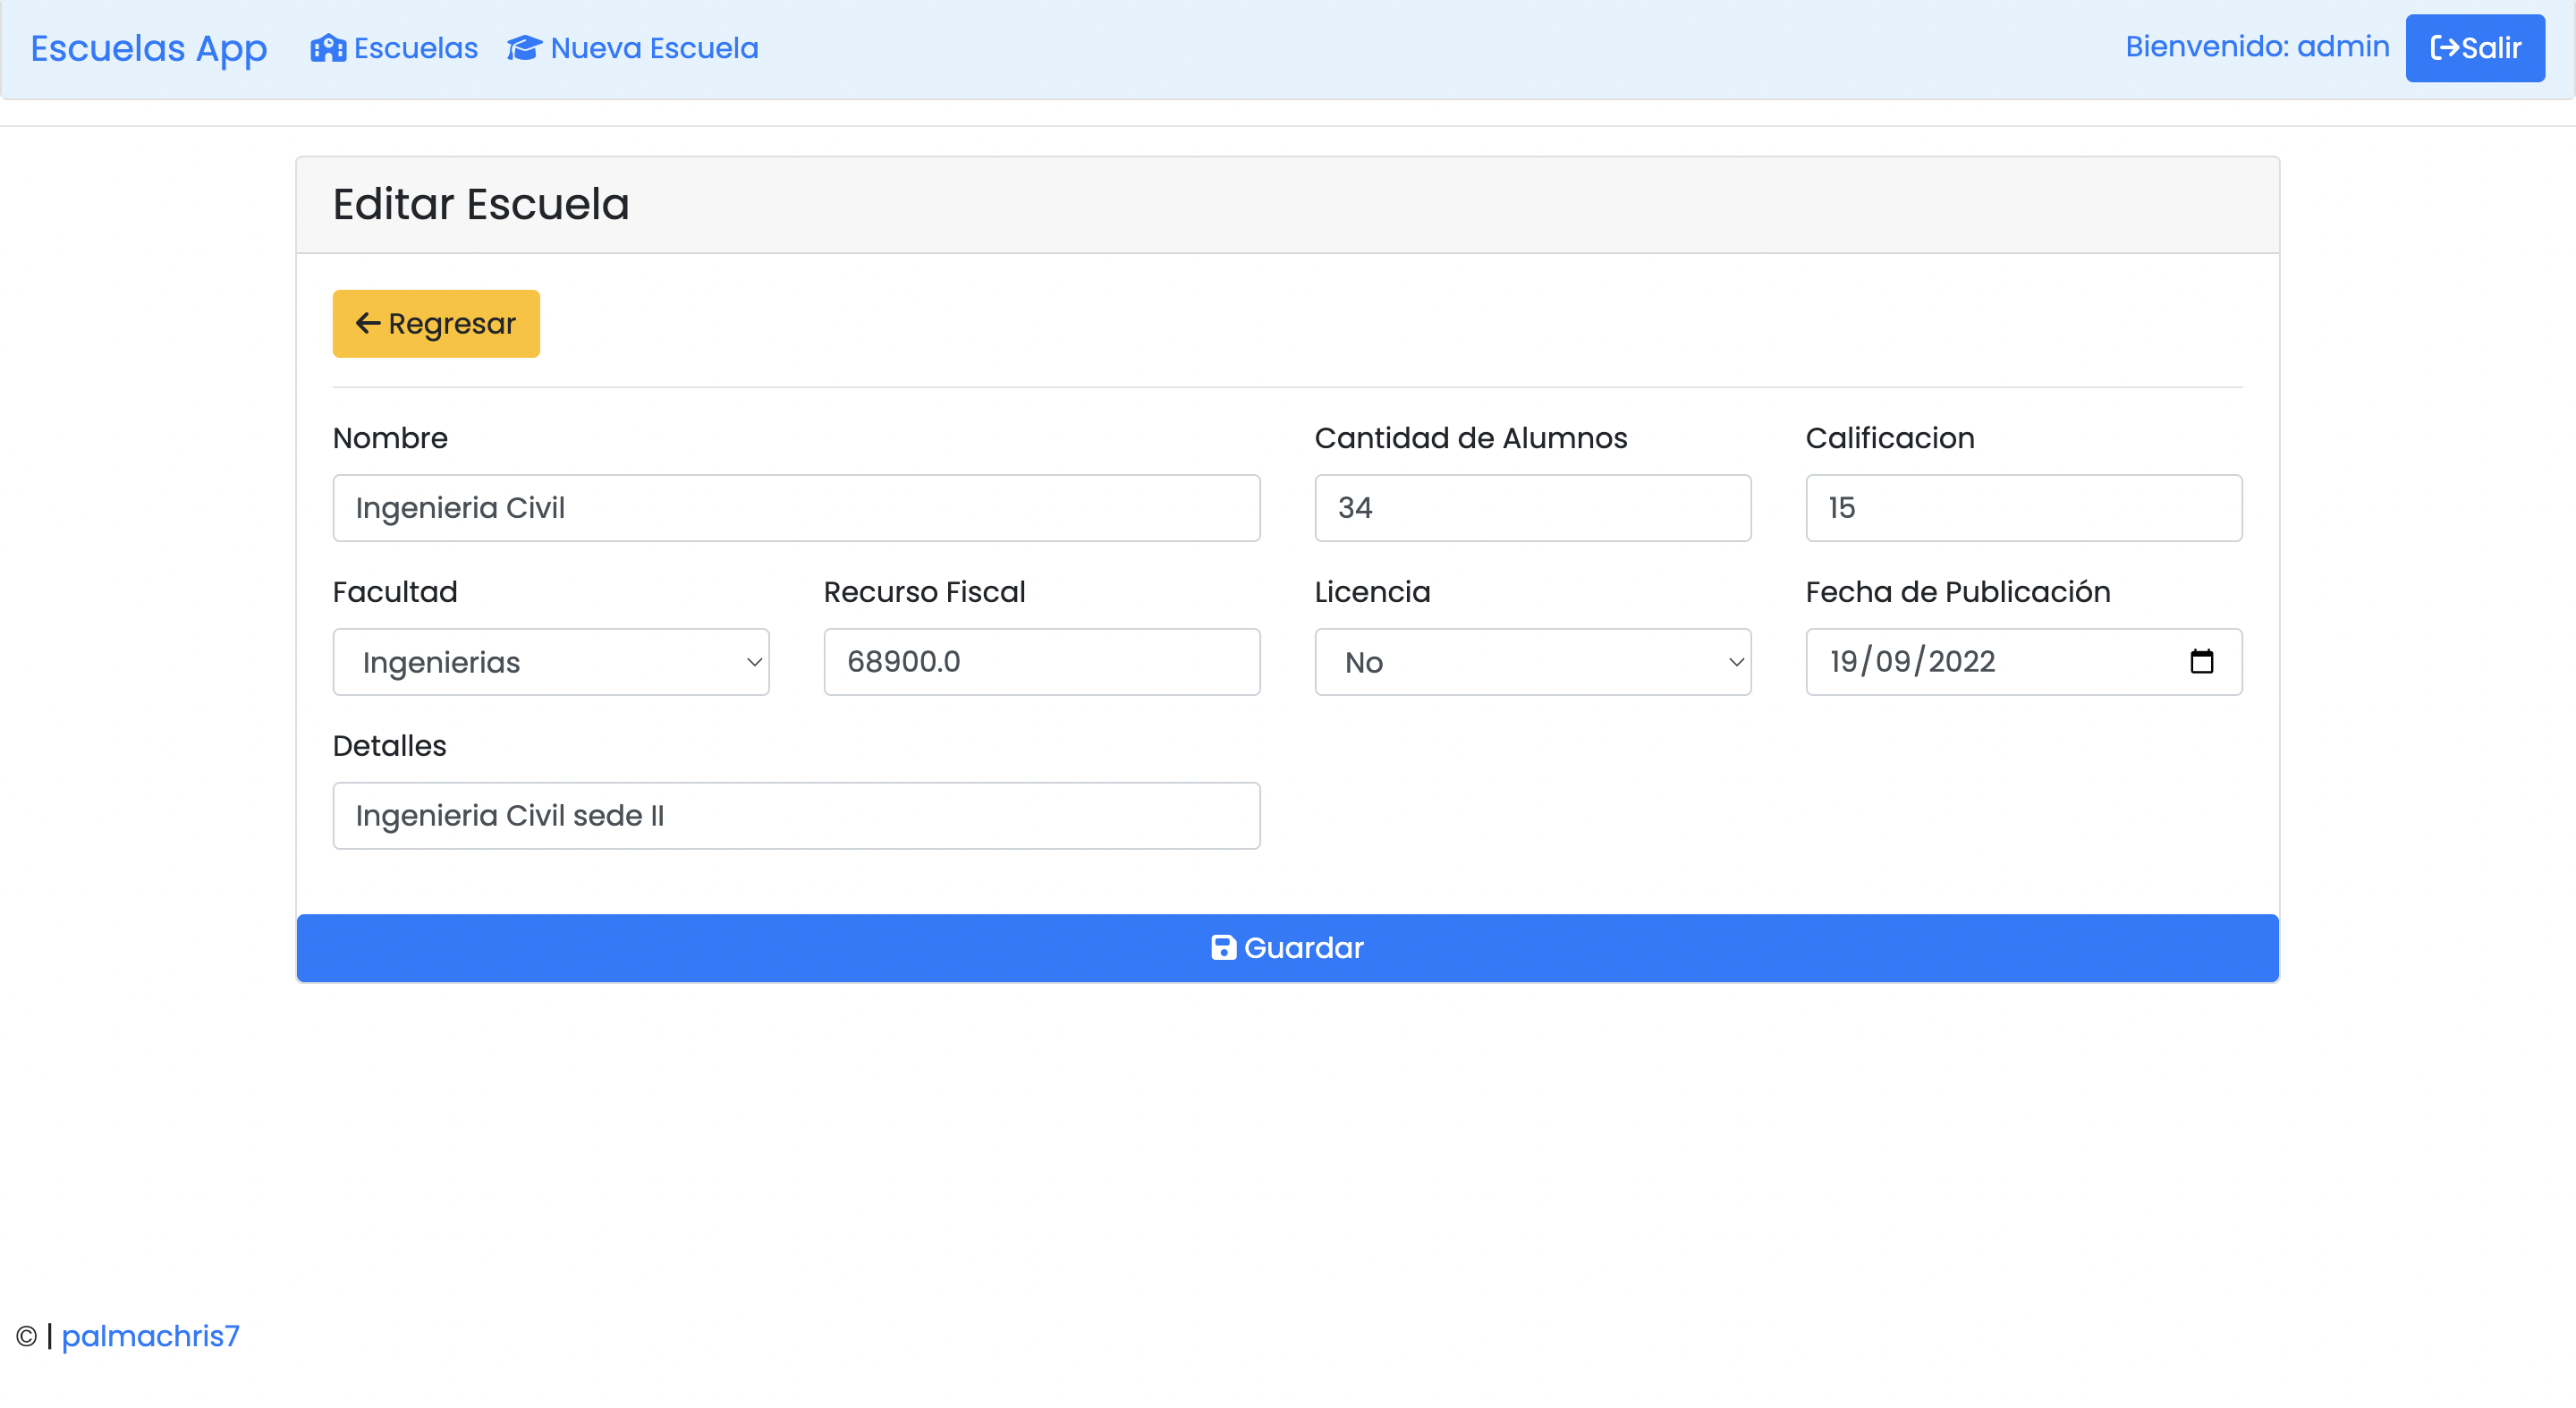 Escuelas App Escuelas Nueva Escuela Bienvenido: admin Salir
Editar Escuela
Regresar
Nombre Cantidad de Alumnos Calificacion
Ingenieria Civil 34 15
Facultad Recurso Fiscal Licencia Fecha de Publicación
Ingenierias 68900.0 No 19/09/2022
Detalles
Ingenieria Civil sede II
Guardar
© | palmachris7